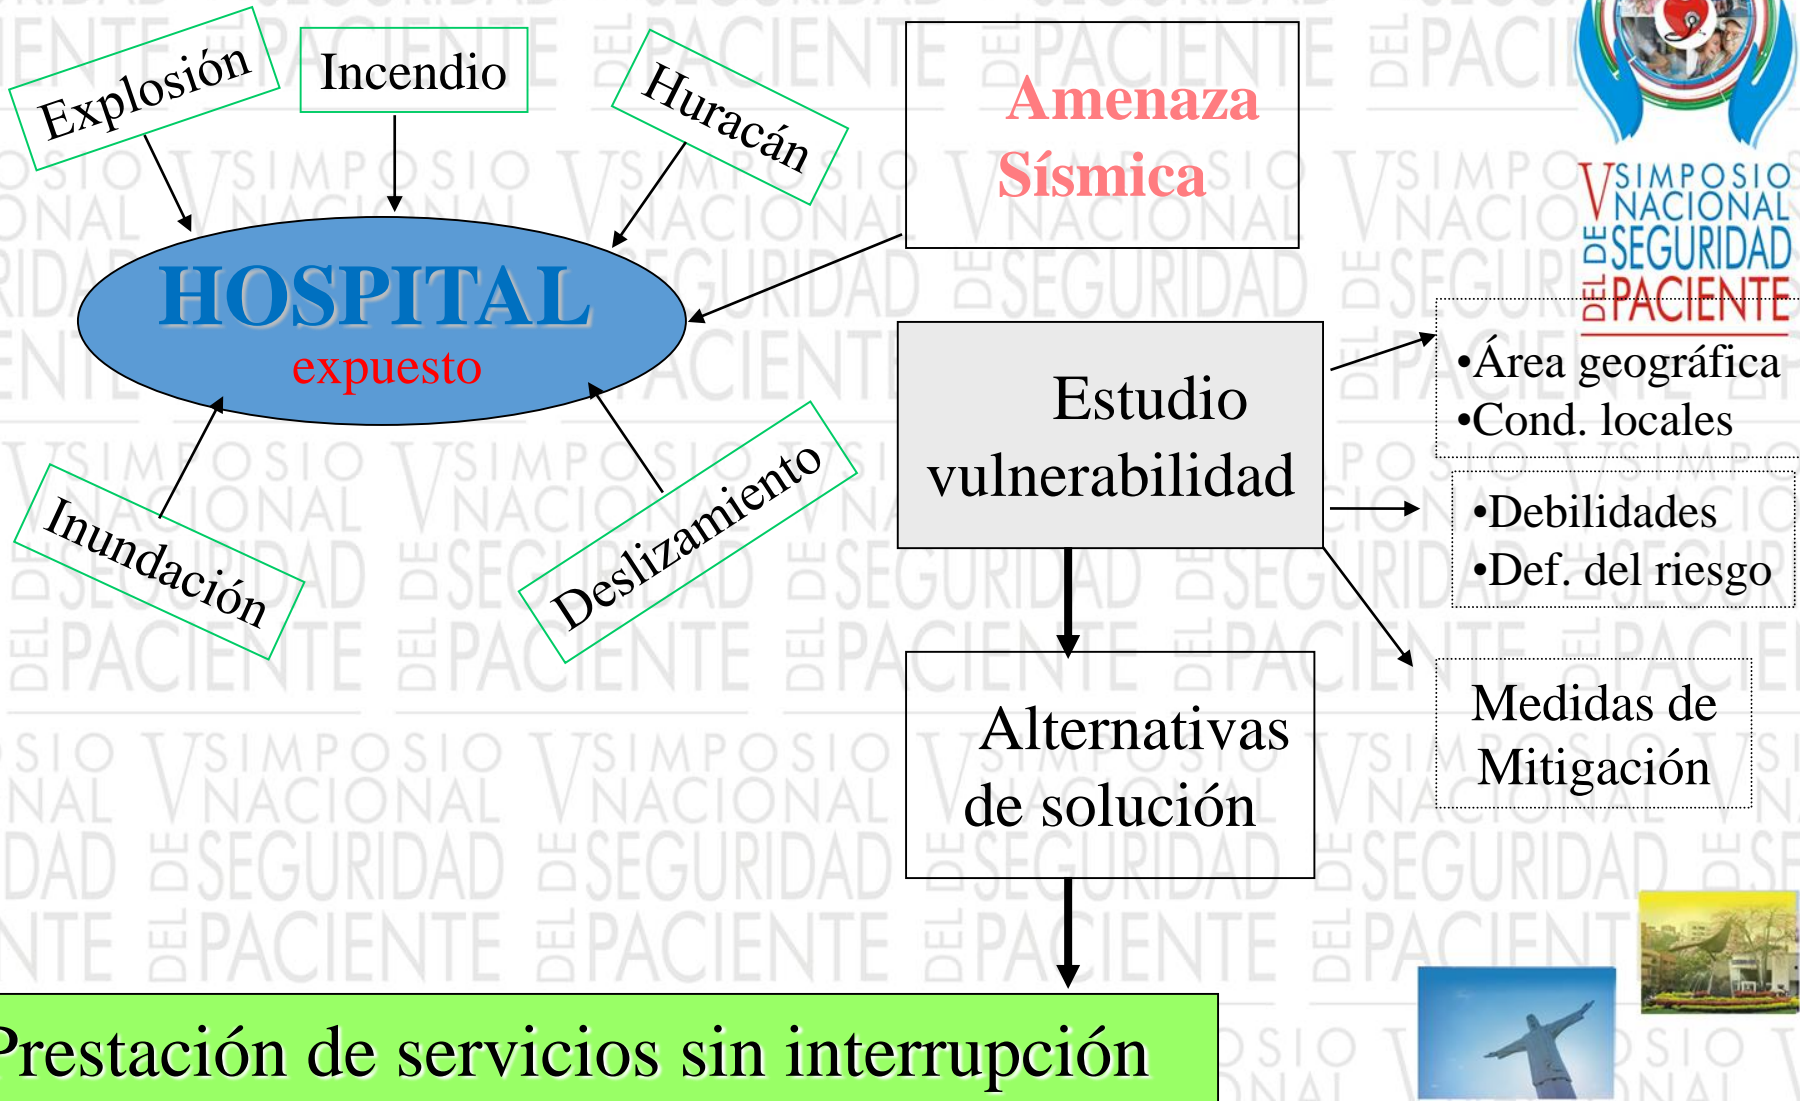 Explosión
Incendio
Huracán
Amenaza
Sísmica
HOSPITAL
expuesto
Inundación
Deslizamiento
Estudio
vulnerabilidad
•Área geográfica
•Cond. locales
•Debilidades
•Def. del riesgo
Medidas de
Mitigación
Alternativas
de solución
Prestación de servicios sin interrupción
V SIMPOSIO
NACIONAL
DE SEGURIDAD
DEL PACIENTE